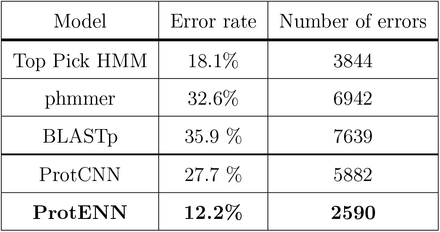 Model Error rate Number of errors
Top Pick HMM 18.1% 3844
phmmer 32.6% 6942
BLASTp 35.9 % 7639
ProtCNN 27.7 % 5882
ProtENN 12.2% 2590